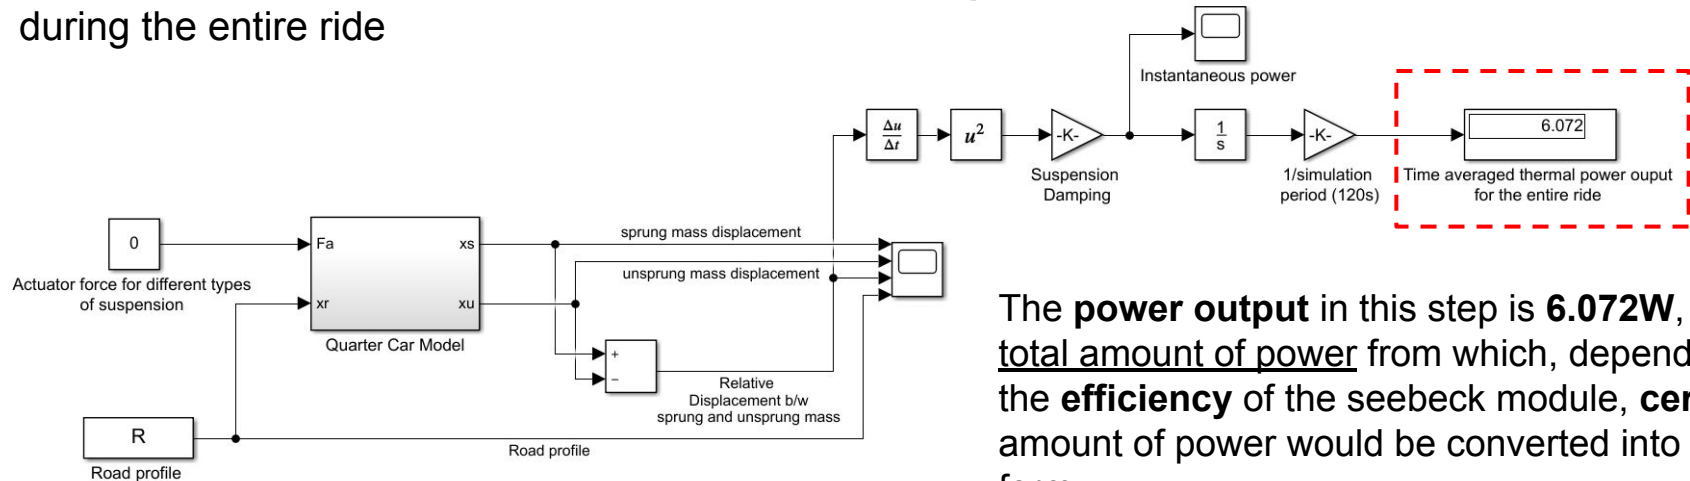 during the entire ride
Instantaneous power
Δu
Δt
u²
-K-
1
s
-K-
6.072
Suspension
Damping
1/simulation
period (120s)
Time averaged thermal power ouput
for the entire ride
0
Actuator force for different types
of suspension
Fa
xr
xs
xu
Quarter Car Model
sprung mass displacement
unsprung mass displacement
+
−
Relative
Displacement b/w
sprung and unsprung mass
R
Road profile
Road profile
The power output in this step is 6.072W,
total amount of power from which, depend
the efficiency of the seebeck module, cer
amount of power would be converted into